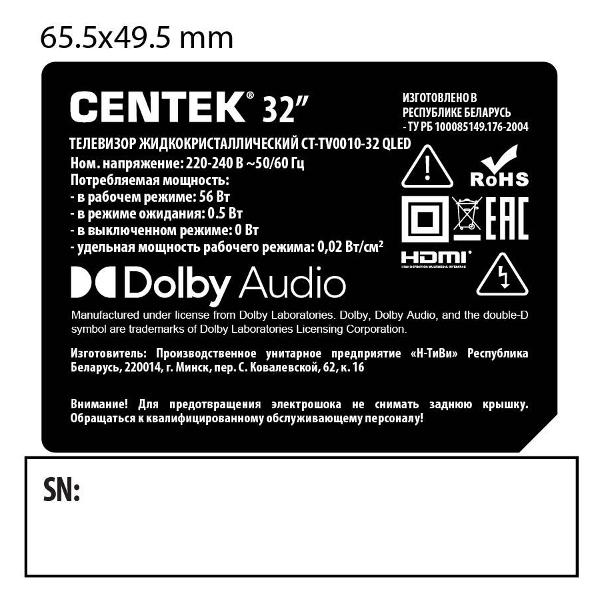 65.5x49.5 mm
CENTEK® 32”
ИЗГОТОВЛЕНО В
РЕСПУБЛИКЕ БЕЛАРУСЬ
- ТУ РБ 100085149.176-2004
ТЕЛЕВИЗОР ЖИДКОКРИСТАЛЛИЧЕСКИЙ CT-TV0010-32 QLED
Ном. напряжение: 220-240 В ~50/60 Гц
Потребляемая мощность:
- в рабочем режиме: 56 Вт
- в режиме ожидания: 0.5 Вт
- в выключенном режиме: 0 Вт
- удельная мощность рабочего режима: 0,02 Вт/см²
RoHS
EAC
HDMI
HIGH-DEFINITION MULTIMEDIA INTERFACE
Dolby Audio
Manufactured under license from Dolby Laboratories. Dolby, Dolby Audio, and the double-D
symbol are trademarks of Dolby Laboratories Licensing Corporation.
Изготовитель: Производственное унитарное предприятие «Н-ТиВи» Республика
Беларусь, 220014, г. Минск, пер. С. Ковалевской, 62, к. 16
Внимание! Для предотвращения электрошока не снимать заднюю крышку.
Обращаться к квалифицированному обслуживающему персоналу!
SN: